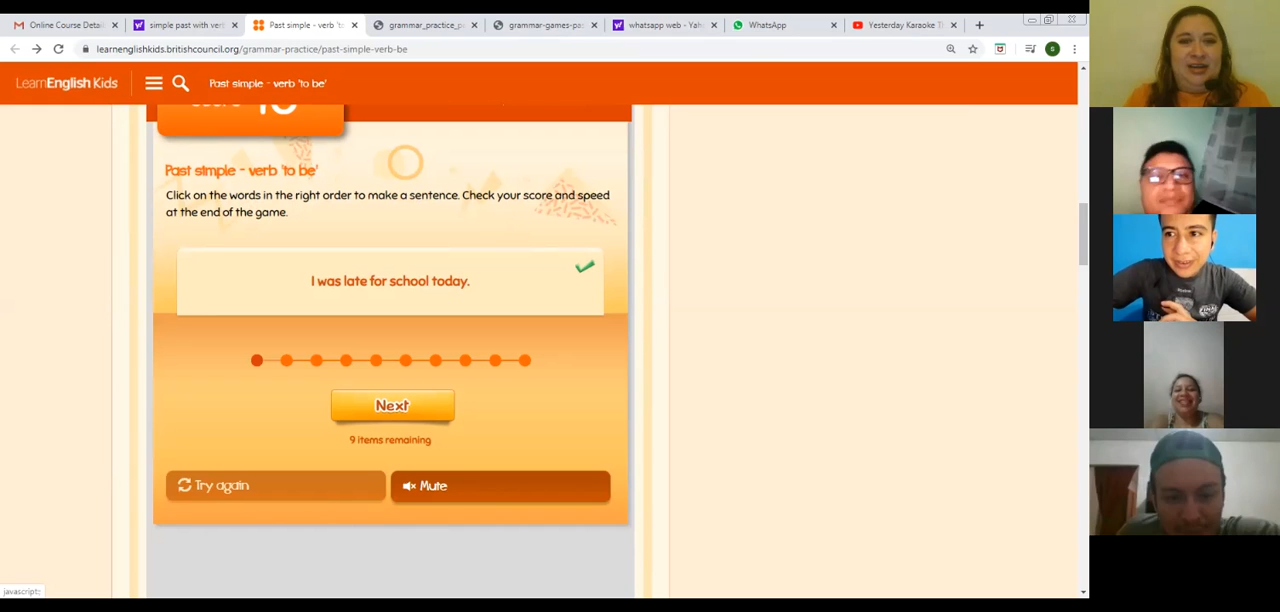 Online Course Detai
simple past with verb
Past simple - verb 'to
grammar_practice_p
grammar-games-pas
whatsapp web - Yah
WhatsApp
Yesterday Karaoke Th
learnenglishkids.britishcouncil.org/grammar-practice/past-simple-verb-be
S
LearnEnglish Kids
Past simple - verb 'to be'
Past simple - verb 'to be'
Click on the words in the right order to make a sentence. Check your score and speed
at the end of the game.
I was late for school today.
Next
9 items remaining
Try again
Mute
javascript: